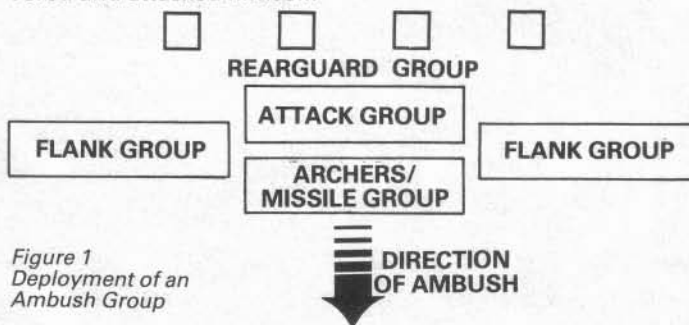 REARGUARD GROUP
ATTACK GROUP
FLANK GROUP
FLANK GROUP
ARCHERS/
MISSILE GROUP
Figure 1
Deployment of an
Ambush Group
DIRECTION
OF AMBUSH